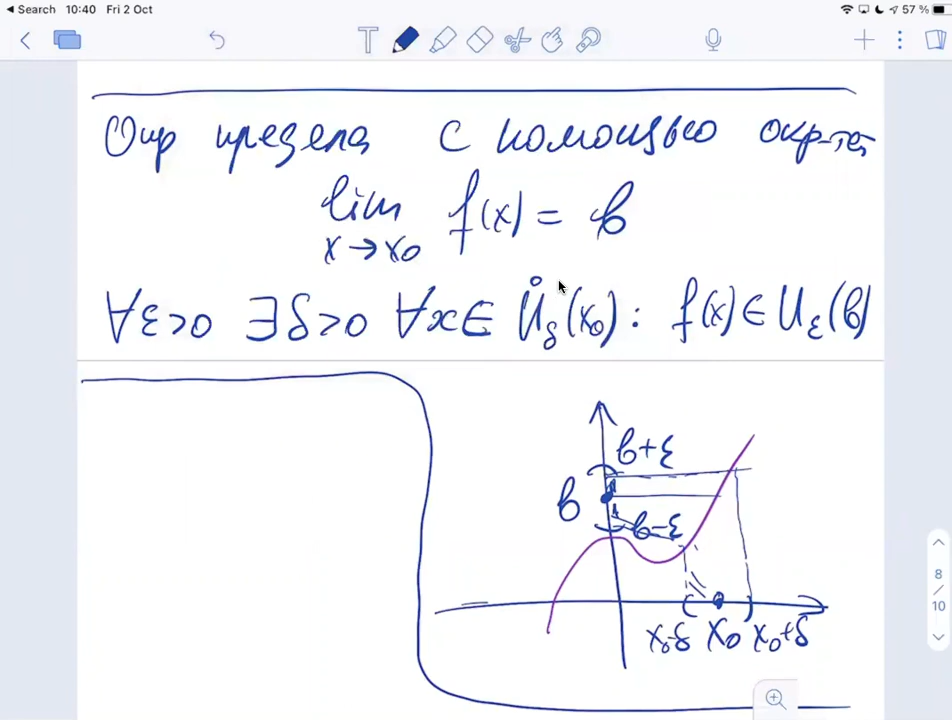 Search 10:40 Fri 2 Oct 57 %
T
Опр предела с помощью окр-тей
lim f(x) = b
x→x₀
∀ε>0 ∃δ>0 ∀x∈ U̇_δ(x₀): f(x)∈U_ε(b)
b+ε
b
b-ε
x₀-δ x₀ x₀+δ
8
/
10